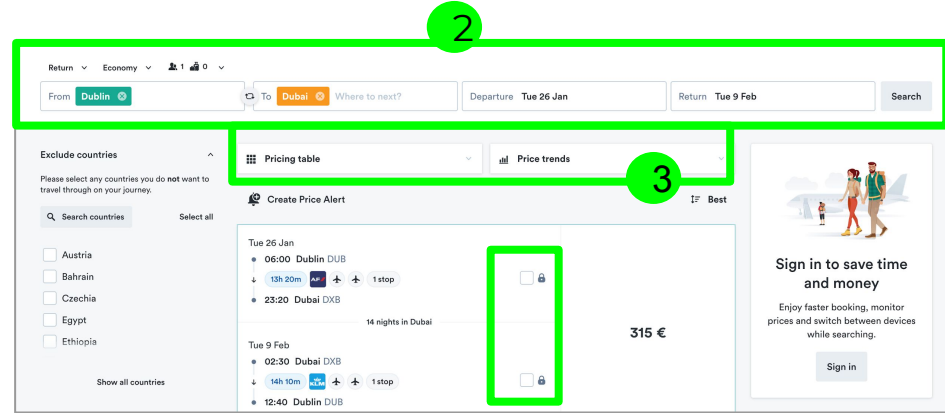 2
Return Economy 1 0
From Dublin To Dubai Where to next? Departure Tue 26 Jan Return Tue 9 Feb Search
Exclude countries
Please select any countries you do not want to
travel through on your journey.
Search countries Select all
Austria
Bahrain
Czechia
Egypt
Ethiopia
Show all countries
Pricing table Price trends
3
Create Price Alert Best
Tue 26 Jan
06:00 Dublin DUB
13h 20m AF 1 stop
23:20 Dubai DXB
14 nights in Dubai
Tue 9 Feb
02:30 Dubai DXB
14h 10m KLM 1 stop
12:40 Dublin DUB
315 €
Sign in to save time
and money
Enjoy faster booking, monitor
prices and switch between devices
while searching.
Sign in